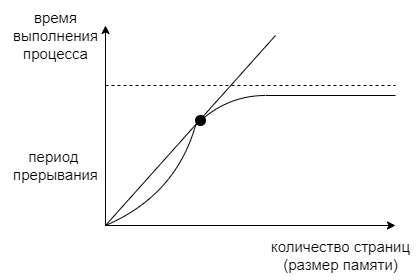 время
выполнения
процесса
период
прерывания
количество страниц
(размер памяти)